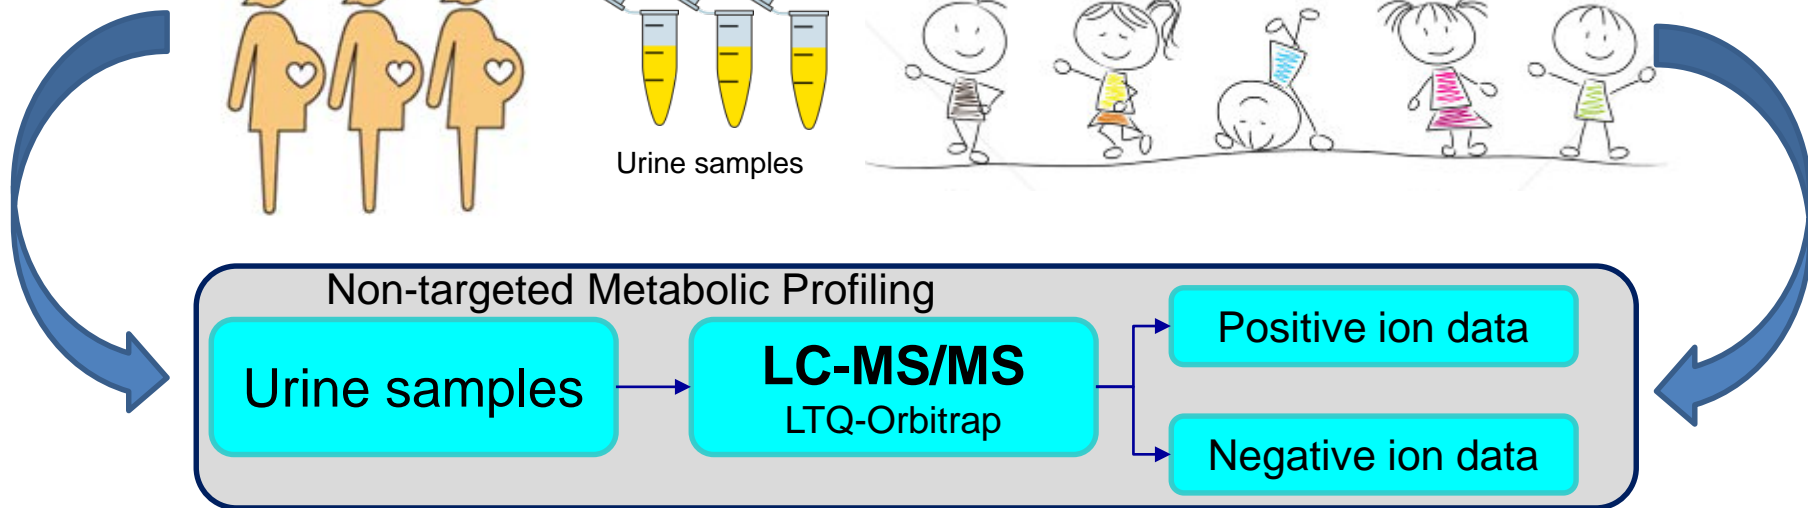 Urine samples
Non-targeted Metabolic Profiling
Urine samples
LC-MS/MS
LTQ-Orbitrap
Positive ion data
Negative ion data